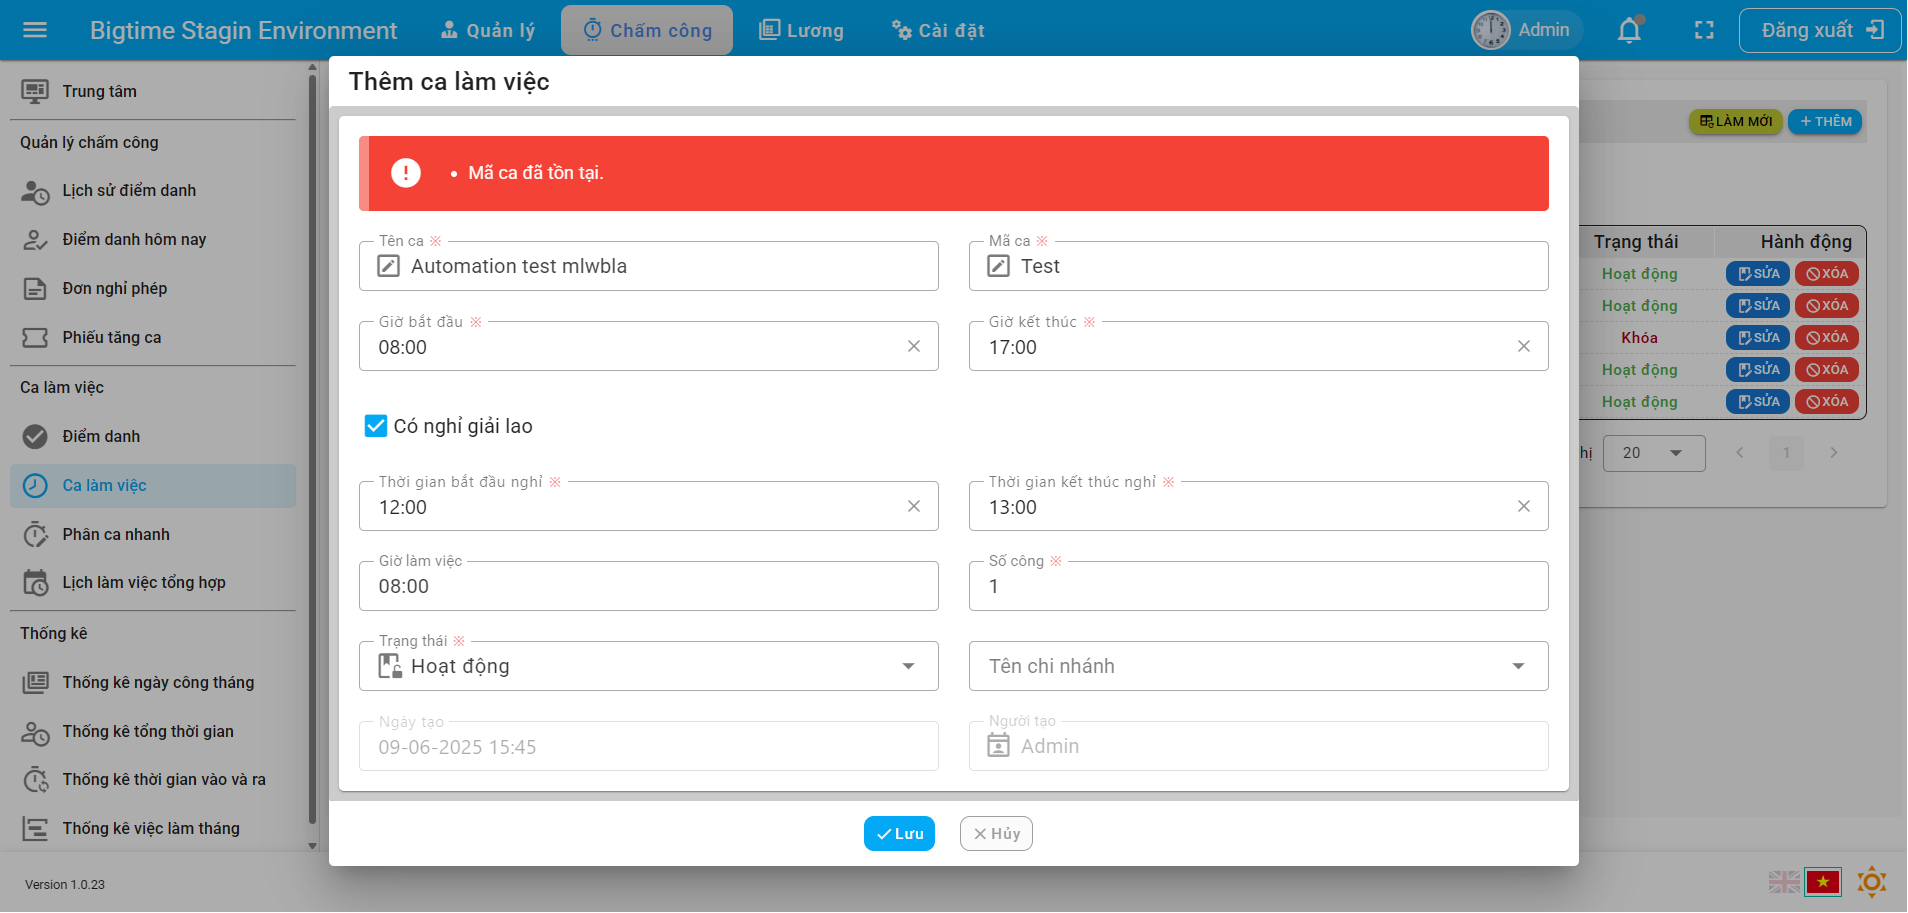 Bigtime Stagin Environment
Quản lý
Chấm công
Lương
Cài đặt
Admin
Đăng xuất
Trung tâm
Quản lý chấm công
Lịch sử điểm danh
Điểm danh hôm nay
Đơn nghỉ phép
Phiếu tăng ca
Ca làm việc
Điểm danh
Ca làm việc
Phân ca nhanh
Lịch làm việc tổng hợp
Thống kê
Thống kê ngày công tháng
Thống kê tổng thời gian
Thống kê thời gian vào và ra
Thống kê việc làm tháng
Version 1.0.23
Thêm ca làm việc
• Mã ca đã tồn tại.
Tên ca ※
Automation test mlwbla
Mã ca ※
Test
Giờ bắt đầu ※
08:00
Giờ kết thúc ※
17:00
Có nghỉ giải lao
Thời gian bắt đầu nghỉ ※
12:00
Thời gian kết thúc nghỉ ※
13:00
Giờ làm việc
08:00
Số công ※
1
Trạng thái ※
Hoạt động
Tên chi nhánh
Ngày tạo
09-06-2025 15:45
Người tạo
Admin
Lưu
Hủy
LÀM MỚI
+ THÊM
Trạng thái Hành động
Hoạt động SỬA XÓA
Hoạt động SỬA XÓA
Khóa SỬA XÓA
Hoạt động SỬA XÓA
Hoạt động SỬA XÓA
20
1